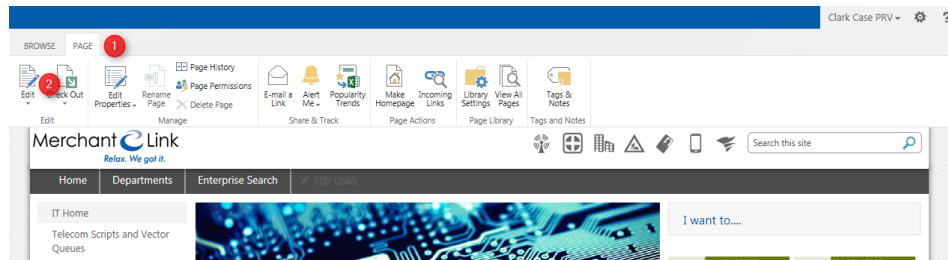 Clark Case PRV
?
BROWSE PAGE 1
2
Edit
Check Out
Edit
Properties
Rename
Page
Page History
Page Permissions
Delete Page
E-mail a
Link
Alert
Me
Popularity
Trends
Make
Homepage
Incoming
Links
Library
Settings
View All
Pages
Tags &
Notes
Edit
Manage
Share & Track
Page Actions
Page Library
Tags and Notes
Merchant Link
Relax. We got it.
Search this site
Home Departments Enterprise Search EDIT LINKS
IT Home
Telecom Scripts and Vector
Queues
I want to....